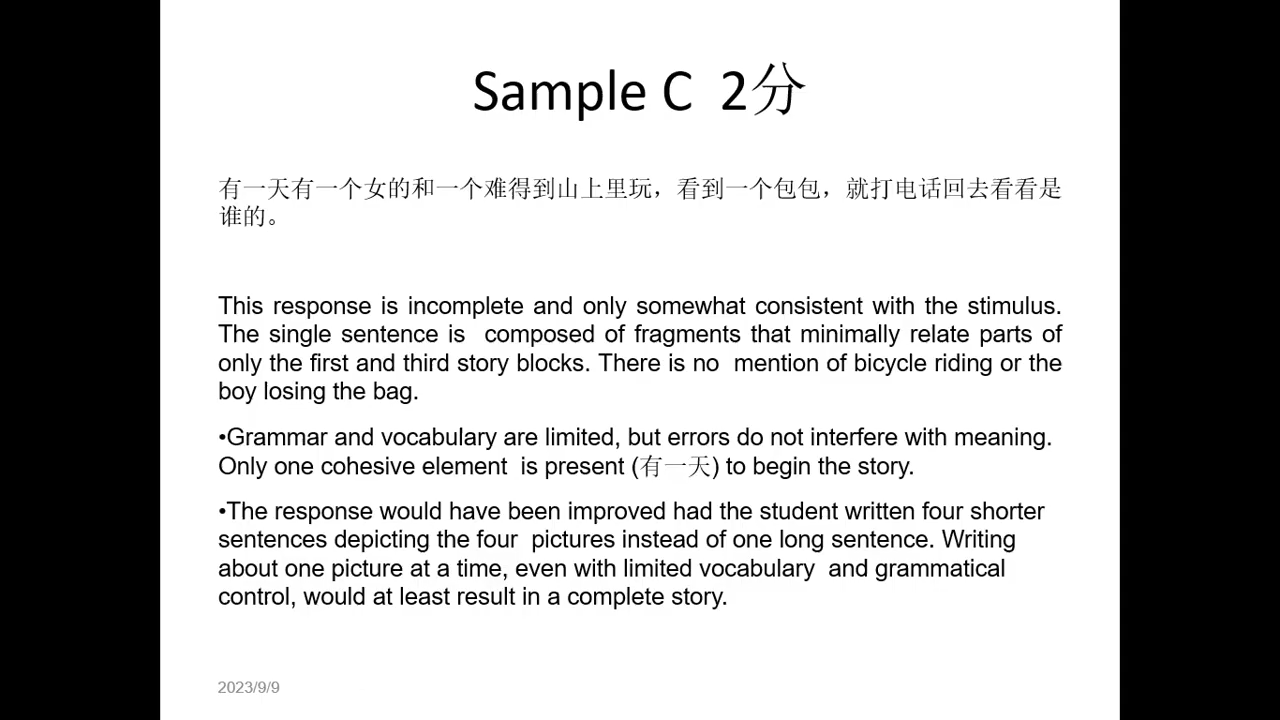 Sample C  2分
有一天有一个女的和一个难得到山上里玩，看到一个包包，就打电话回去看看是
谁的。
This response is incomplete and only somewhat consistent with the stimulus.
The single sentence is  composed of fragments that minimally relate parts of
only the first and third story blocks. There is no  mention of bicycle riding or the
boy losing the bag.
•Grammar and vocabulary are limited, but errors do not interfere with meaning.
Only one cohesive element  is present (有一天) to begin the story.
•The response would have been improved had the student written four shorter
sentences depicting the four  pictures instead of one long sentence. Writing
about one picture at a time, even with limited vocabulary  and grammatical
control, would at least result in a complete story.
2023/9/9